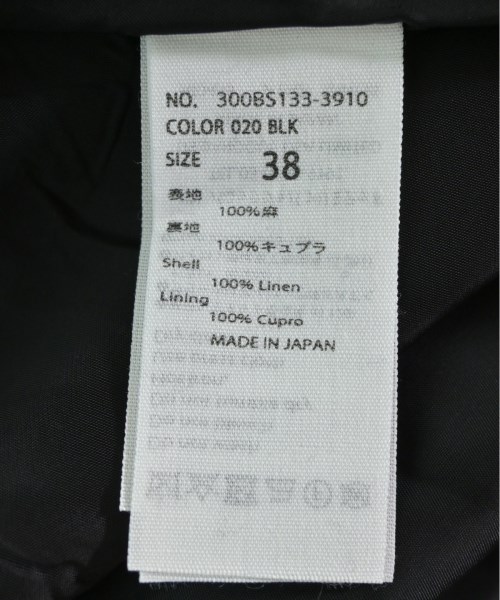 NO. 300BS133-3910
COLOR 020 BLK
SIZE 38
表地
100%麻
裏地
100%キュプラ
Shell
100% Linen
Lining
100% Cupro
MADE IN JAPAN